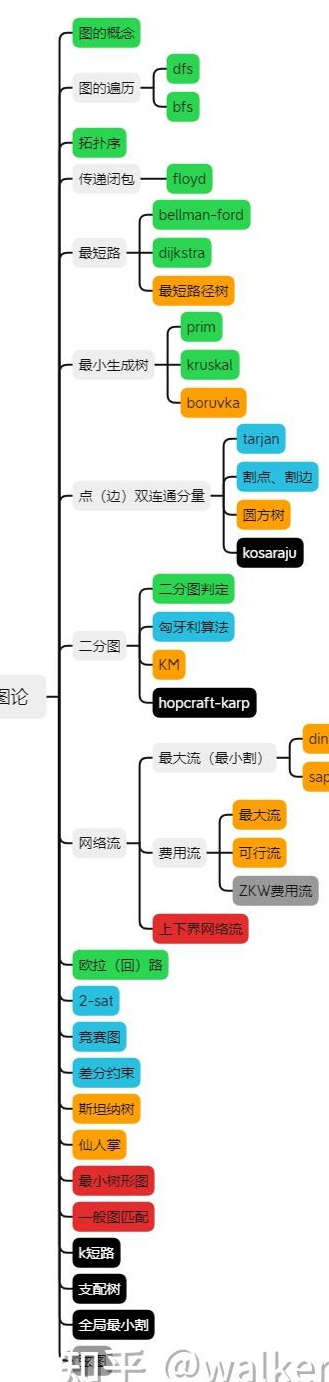 图的概念
图的遍历
dfs
bfs
拓扑序
传递闭包
floyd
最短路
bellman-ford
dijkstra
最短路径树
最小生成树
prim
kruskal
boruvka
点（边）双连通分量
tarjan
割点、割边
圆方树
kosaraju
二分图
二分图判定
匈牙利算法
KM
hopcraft-karp
图论
网络流
最大流（最小割）
din
sap
费用流
最大流
可行流
ZKW费用流
上下界网络流
欧拉（回）路
2-sat
竞赛图
差分约束
斯坦纳树
仙人掌
最小树形图
一般图匹配
k短路
支配树
全局最小割
知乎 @walker